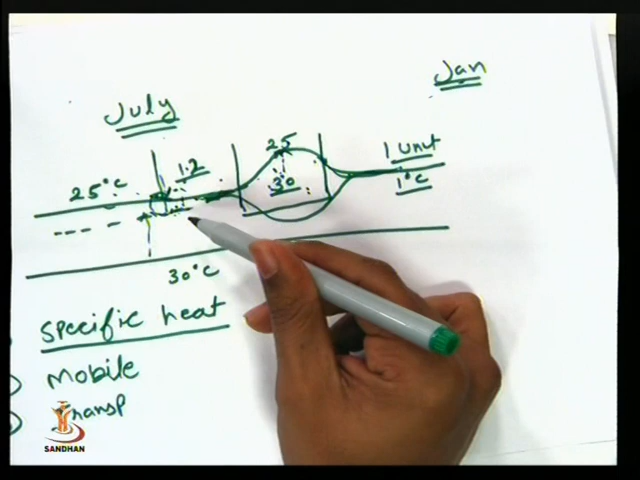 Jan
July
25
1 Unit
1.2
25°C
30
1°C
30°C
specific heat
Mobile
Transp
SANDHAN